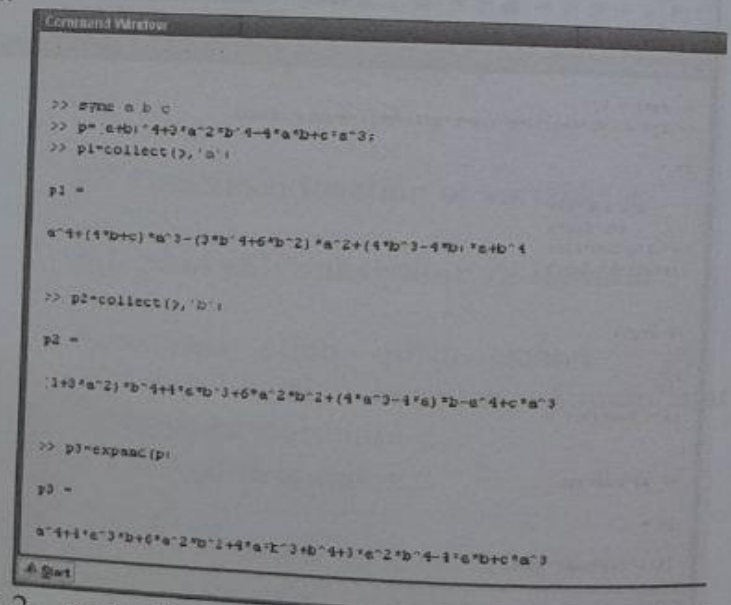 Command Window
>> syms a b c
>> p=(a+b)^4+3*a^2*b^4-4*a*b+c*a^3;
>> p1=collect(p,'a')
p1 =
a^4+(4*b+c)*a^3+(3*b^4+6*b^2)*a^2+(4*b^3-4*b)*a+b^4
>> p2=collect(p,'b')
p2 =
(1+3*a^2)*b^4+4*a*b^3+6*a^2*b^2+(4*a^3-4*a)*b+a^4+c*a^3
>> p3=expand(p)
p3 =
a^4+4*a^3*b+6*a^2*b^2+4*a*b^3+b^4+3*a^2*b^4-4*a*b+c*a^3
Start